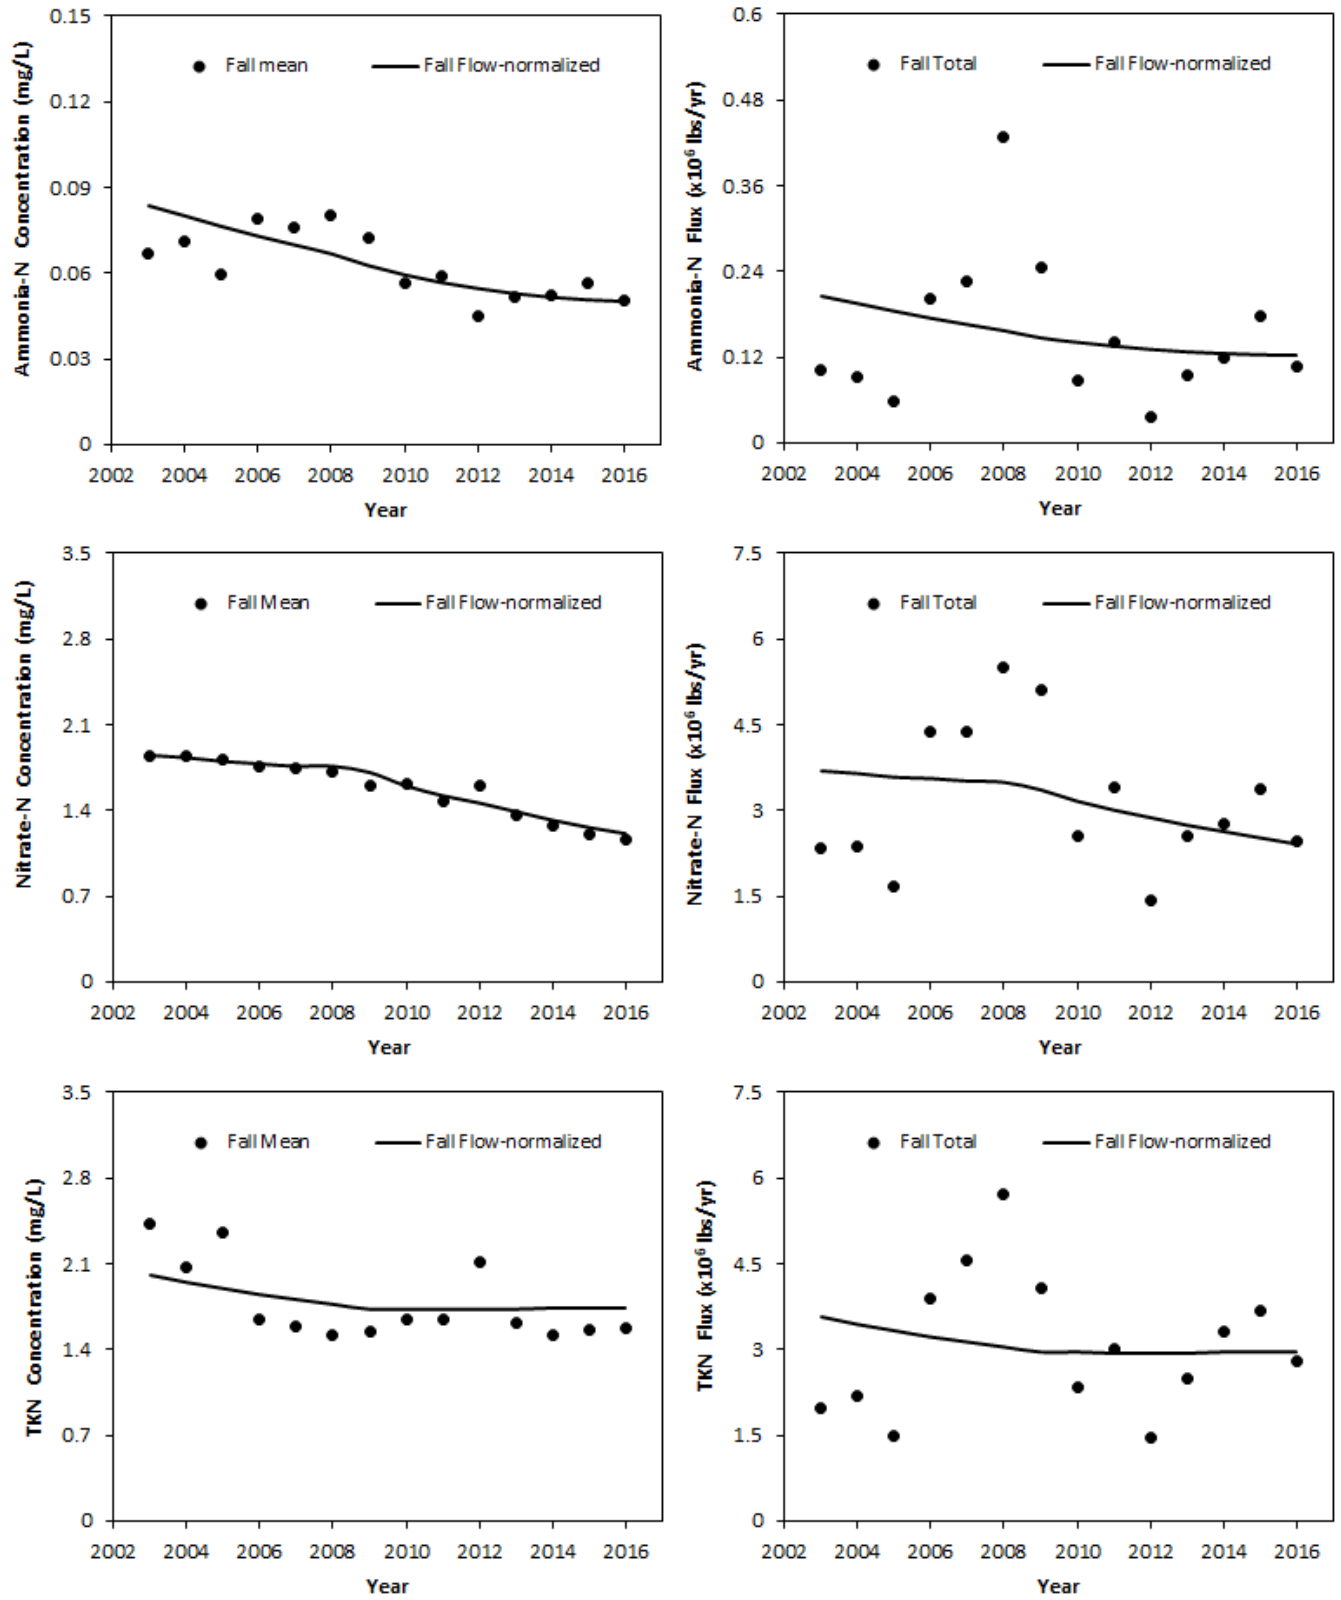 Ammonia-N Concentration (mg/L)
0.15
0.12
0.09
0.06
0.03
0
Fall mean
Fall Flow-normalized
2002 2004 2006 2008 2010 2012 2014 2016
Year
Ammonia-N Flux (x10⁶ lbs/yr)
0.6
0.48
0.36
0.24
0.12
0
Fall Total
Fall Flow-normalized
2002 2004 2006 2008 2010 2012 2014 2016
Year
Nitrate-N Concentration (mg/L)
3.5
2.8
2.1
1.4
0.7
0
Fall Mean
Fall Flow-normalized
2002 2004 2006 2008 2010 2012 2014 2016
Year
Nitrate-N Flux (x10⁶ lbs/yr)
7.5
6
4.5
3
1.5
0
Fall Total
Fall Flow-normalized
2002 2004 2006 2008 2010 2012 2014 2016
Year
TKN Concentration (mg/L)
3.5
2.8
2.1
1.4
0.7
0
Fall Mean
Fall Flow-normalized
2002 2004 2006 2008 2010 2012 2014 2016
Year
TKN Flux (x10⁶ lbs/yr)
7.5
6
4.5
3
1.5
0
Fall Total
Fall Flow-normalized
2002 2004 2006 2008 2010 2012 2014 2016
Year